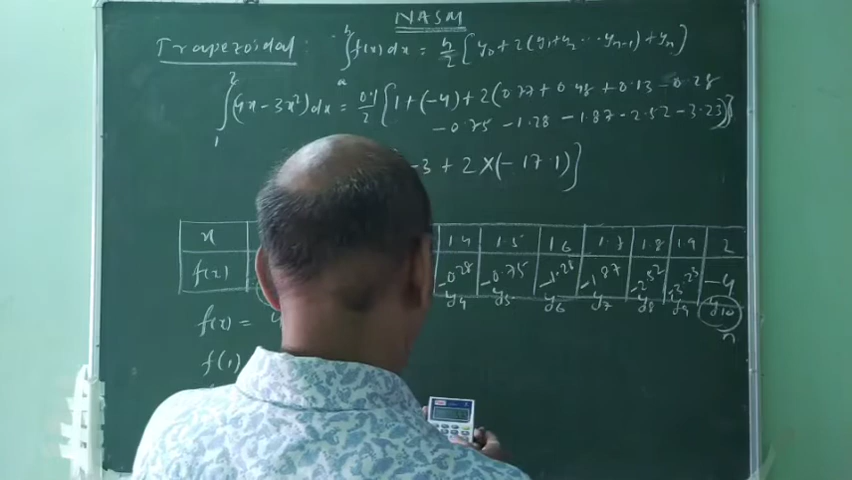 NASM
Trapezoidal: ∫ₐᵇ f(x) dx = h/2 [y₀ + 2(y₁+y₂ ... yₙ₋₁) + yₙ]
∫₁² (4x - 3x²) dx = 0.1/2 {1 + (-4) + 2(0.77 + 0.48 + 0.13 - 0.28
- 0.75 - 1.28 - 1.87 - 2.52 - 3.23)}
-3 + 2×(-17.1)}
x 1.4 1.5 1.6 1.7 1.8 1.9 2
f(x) -0.28 -0.75 -1.28 -1.87 -2.52 -3.23 -4
y₄ y₅ y₆ y₇ y₈ y₉ y₁₀
f(x) = n
f(1)